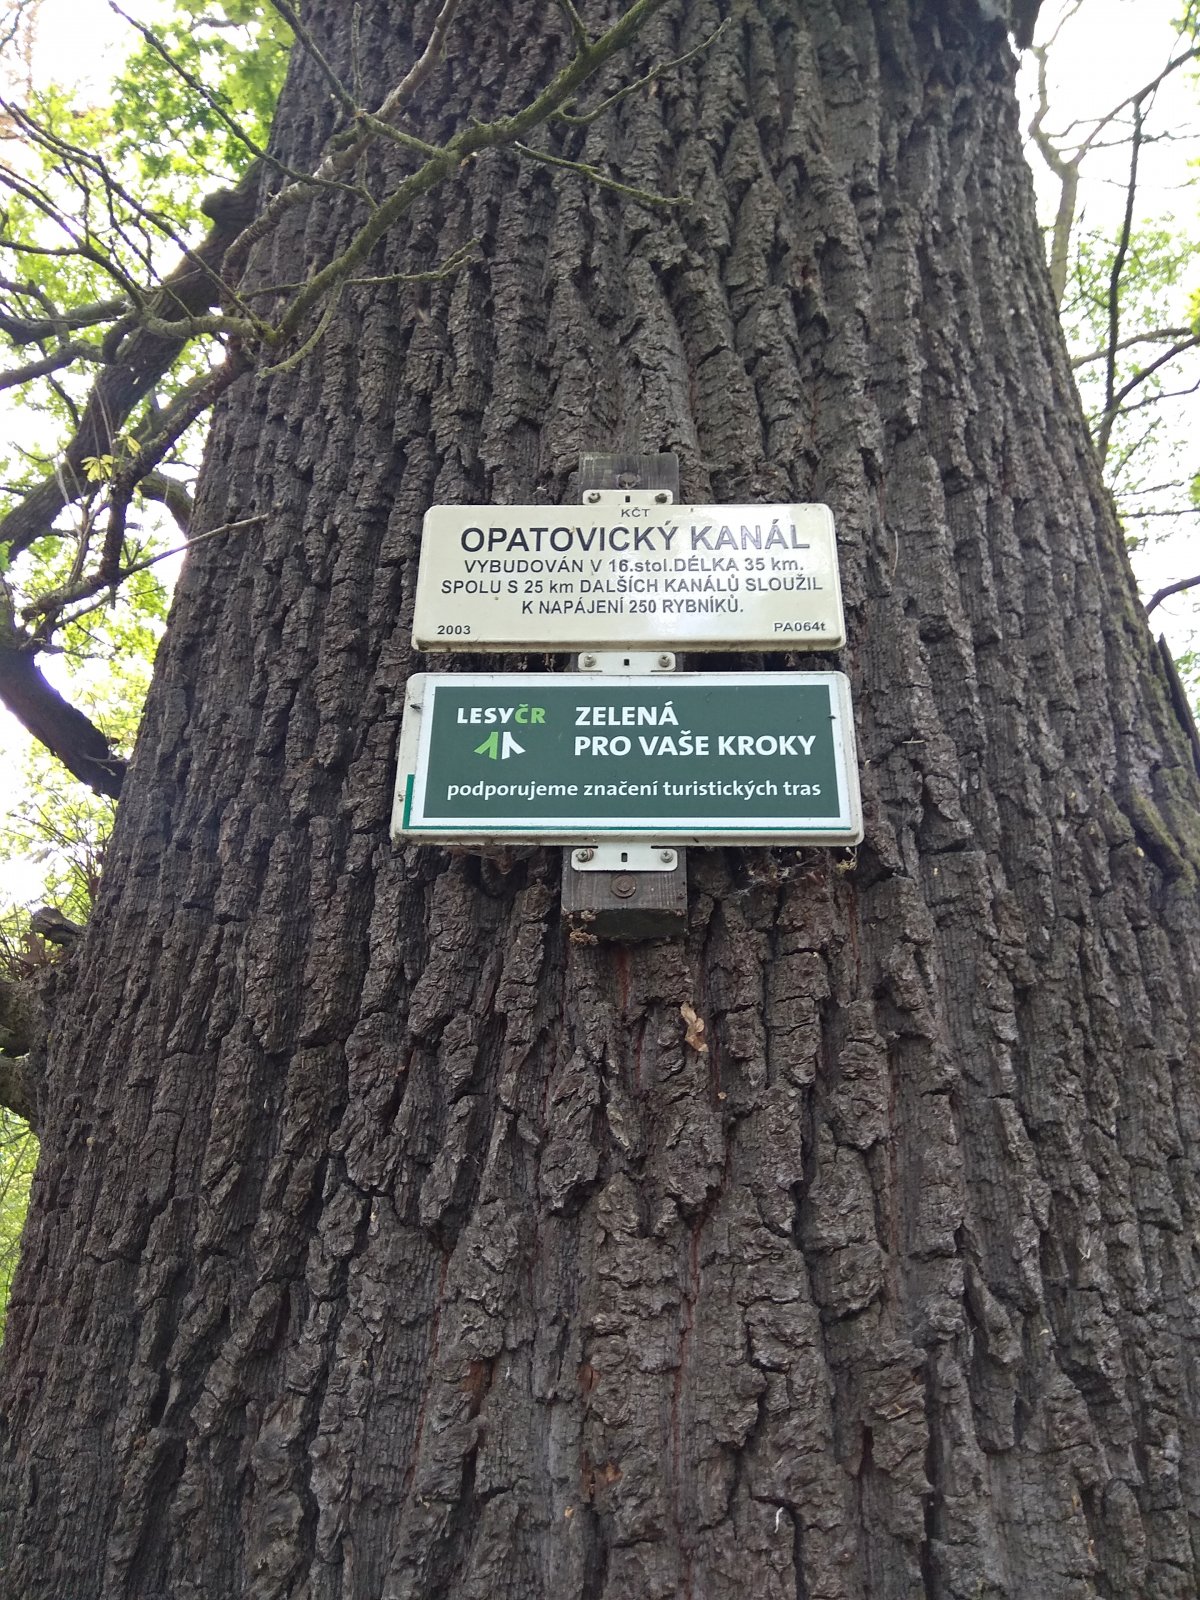 KČT
OPATOVICKÝ KANÁL
VYBUDOVÁN V 16.stol.DÉLKA 35 km.
SPOLU S 25 km DALŠÍCH KANÁLŮ SLOUŽIL
K NAPÁJENÍ 250 RYBNÍKŮ.
2003 PA064t
LESYČR
ZELENÁ
PRO VAŠE KROKY
podporujeme značení turistických tras